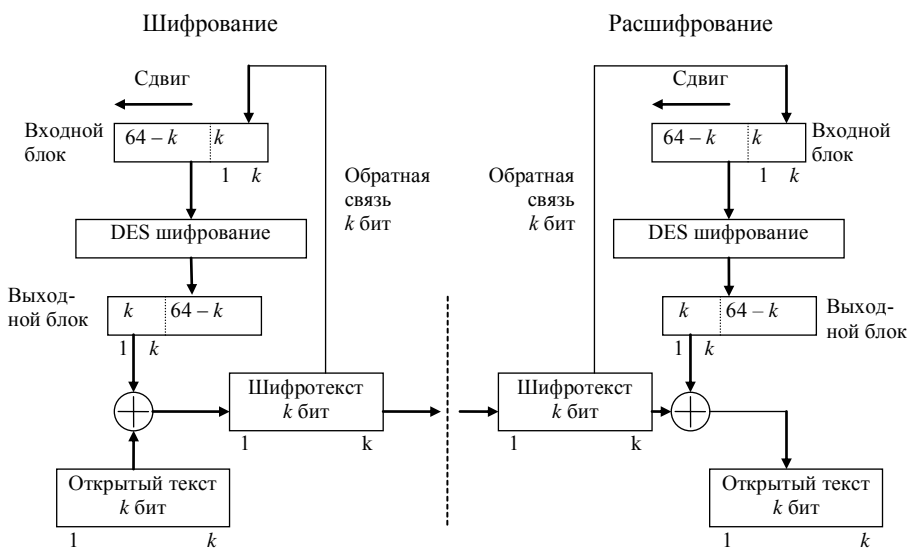 Шифрование
Сдвиг
Входной
блок
64 – k k
1 k
Обратная
связь
k бит
DES шифрование
Выход-
ной блок
k 64 – k
1 k
Шифротекст
k бит
1 k
Открытый текст
k бит
1 k
Расшифрование
Сдвиг
64 – k k
Входной
блок
1 k
Обратная
связь
k бит
DES шифрование
k 64 – k
Выход-
ной блок
1 k
Шифротекст
k бит
1 k
Открытый текст
k бит
1 k